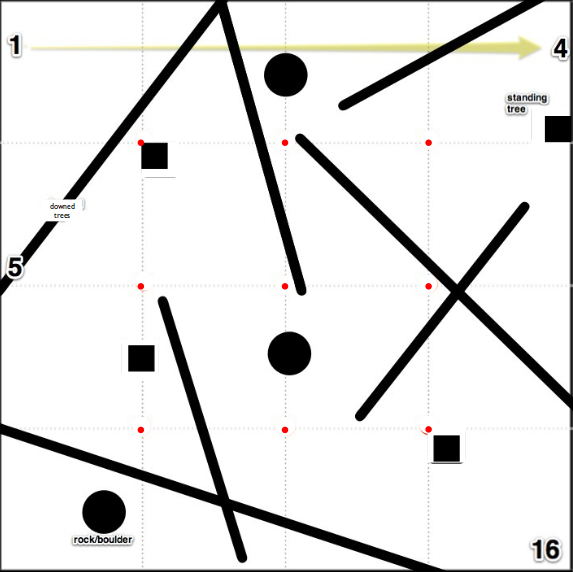 1
4
standing
tree
downed
trees
5
rock/boulder
16